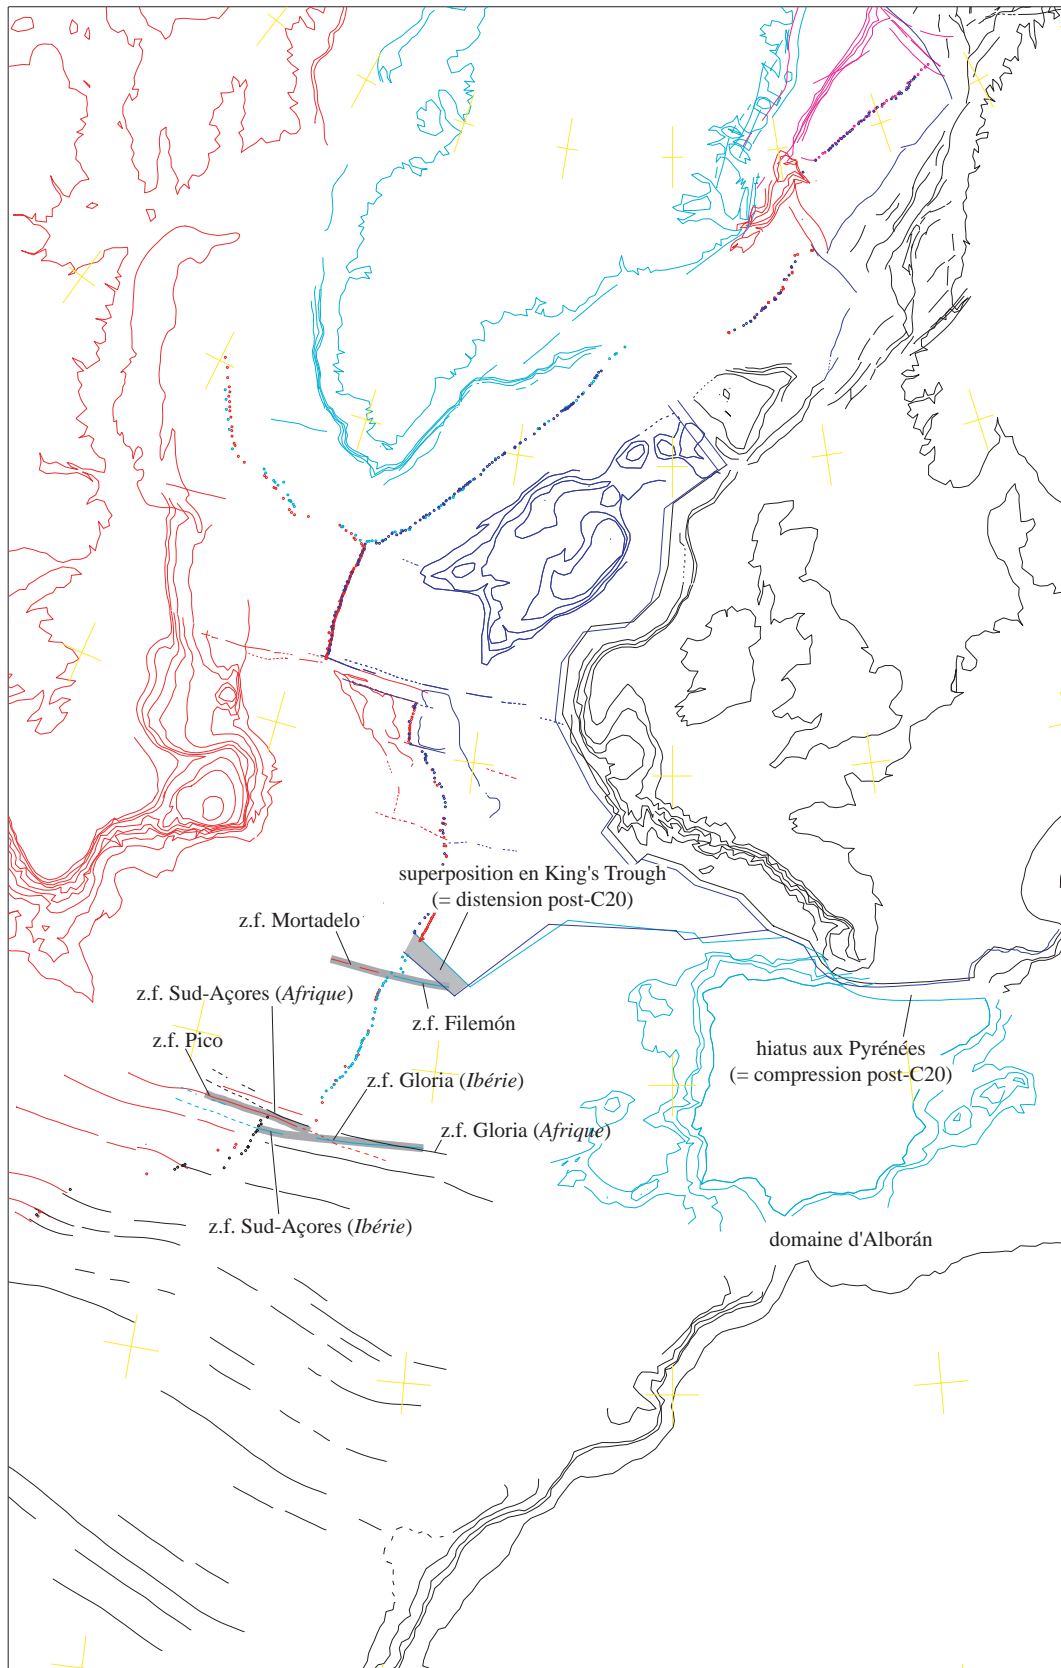 superposition en King's Trough
(= distension post-C20)
z.f. Mortadelo
z.f. Sud-Açores (Afrique)
z.f. Filemón
z.f. Pico
hiatus aux Pyrénées
(= compression post-C20)
z.f. Gloria (Ibérie)
z.f. Gloria (Afrique)
z.f. Sud-Açores (Ibérie)
domaine d'Alborán